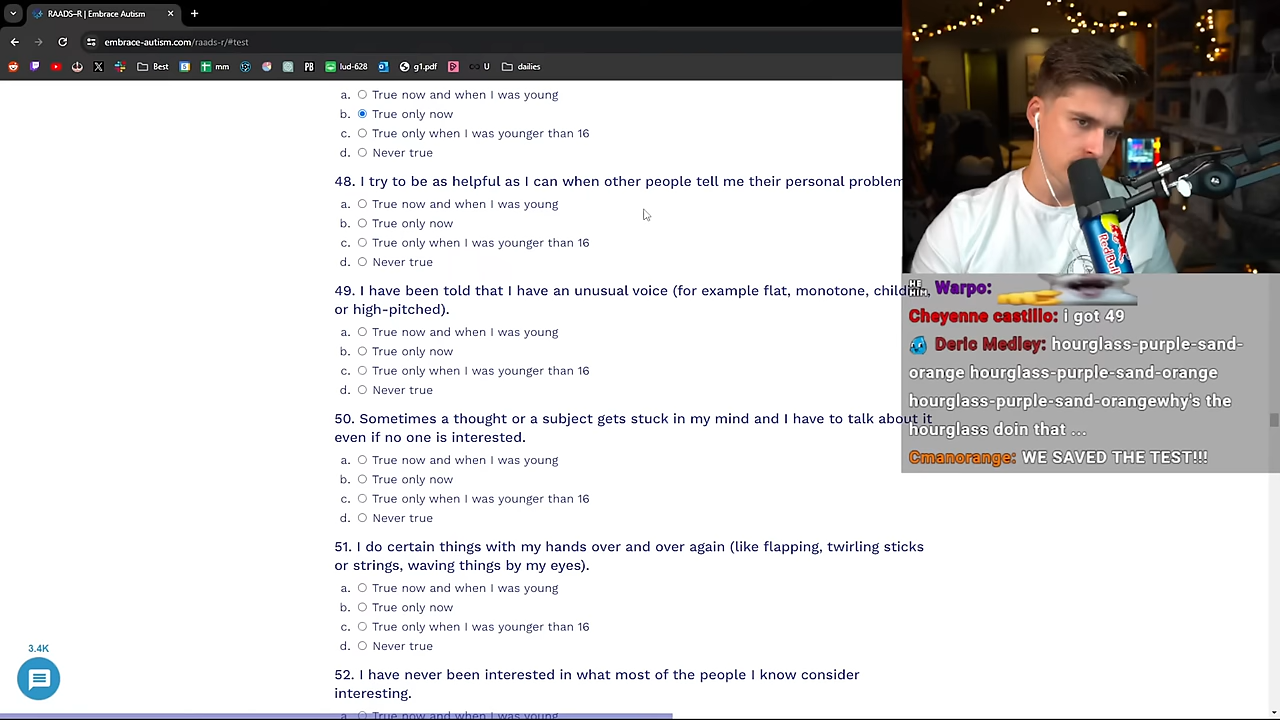 RAADS–R | Embrace Autism
embrace-autism.com/raads-r/#test
Best
mm
lud-628
g1.pdf
U
dailies
a. True now and when I was young
b. True only now
c. True only when I was younger than 16
d. Never true
48. I try to be as helpful as I can when other people tell me their personal problem
a. True now and when I was young
b. True only now
c. True only when I was younger than 16
d. Never true
49. I have been told that I have an unusual voice (for example flat, monotone,
or high-pitched).
a. True now and when I was young
b. True only now
c. True only when I was younger than 16
d. Never true
50. Sometimes a thought or a subject gets stuck in my mind and I have to talk about it
even if no one is interested.
a. True now and when I was young
b. True only now
c. True only when I was younger than 16
d. Never true
51. I do certain things with my hands over and over again (like flapping, twirling sticks
or strings, waving things by my eyes).
a. True now and when I was young
b. True only now
c. True only when I was younger than 16
d. Never true
52. I have never been interested in what most of the people I know consider
interesting.
a. True now and when I was young
3.4K
RedBull
HE HIM Warpo:
Cheyenne castillo: i got 49
Deric Medley: hourglass-purple-sand-
orange hourglass-purple-sand-orange
hourglass-purple-sand-orangewhy's the
hourglass doin that ...
Cmanorange: WE SAVED THE TEST!!!